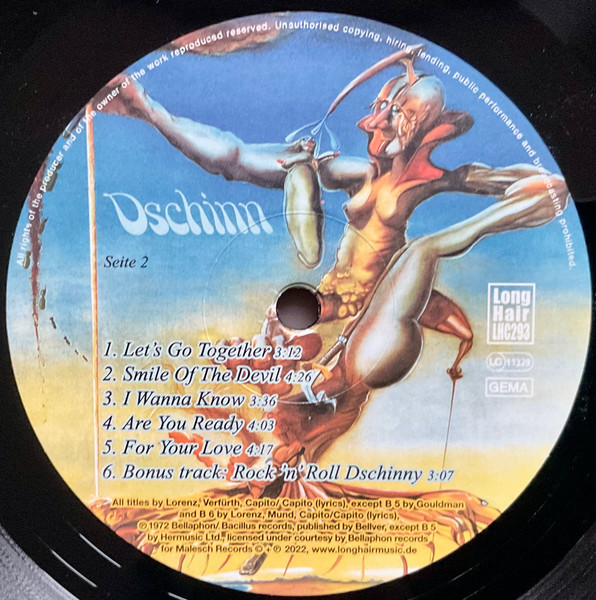 All rights of the producer and of the owner of the work reproduced reserved. Unauthorised copying, hiring, lending, public performance and broadcasting prohibited.
Dschinn
Seite 2
Long
Hair
LHC293
LC 11379
GEMA
1. Let's Go Together 3:12
2. Smile Of The Devil 4:26
3. I Wanna Know 3:36
4. Are You Ready 4:03
5. For Your Love 4:17
6. Bonus track: Rock 'n' Roll Dschinny 3:07
All titles by Lorenz, Verfürth, Capito/Capito (lyrics), except B 5 by Gouldman
and B 6 by Lorenz, Mund, Capito/Capito (lyrics),
℗ 1972 Bellaphon/ Bacillus records, published by Bellver, except B 5
by Hermusic Ltd., licensed under courtesy by Bellaphon records
for Malesch Records © + ℗ 2022, www.longhairmusic.de